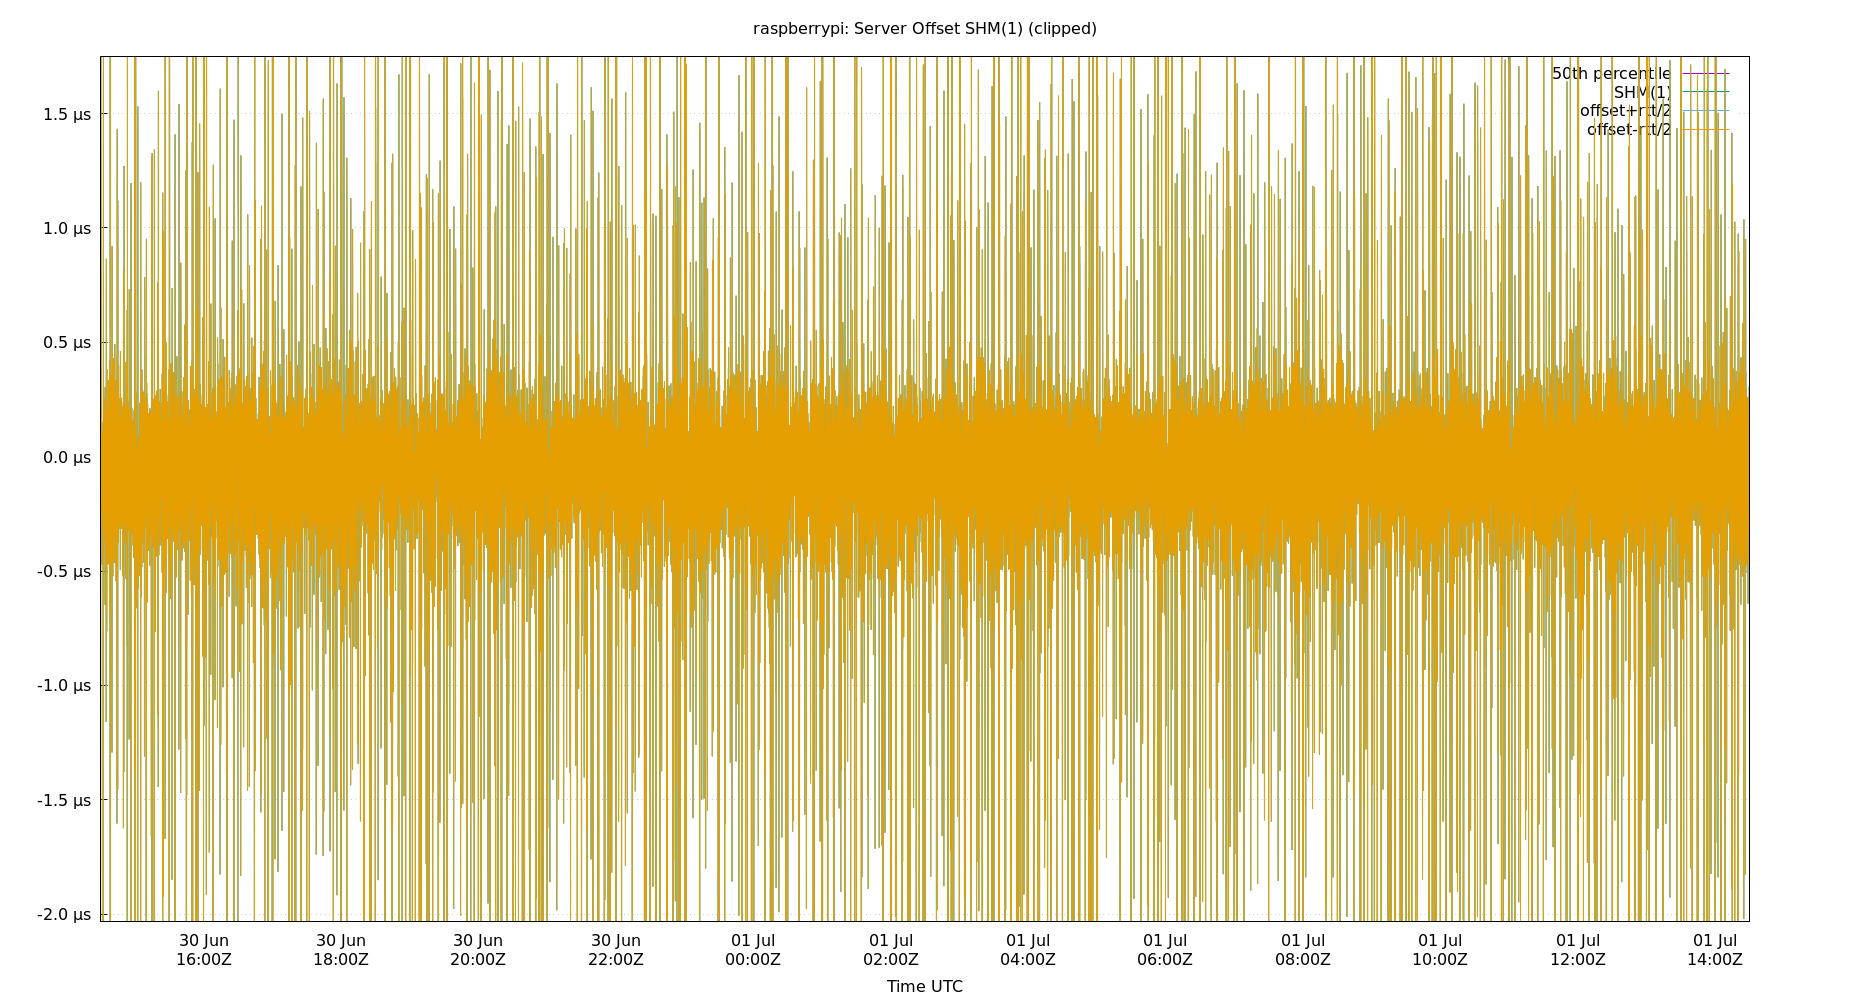 raspberrypi: Server Offset SHM(1) (clipped)
50th percentile
SHM(1)
offset+rtt/2
offset-rtt/2
1.5 µs
1.0 µs
0.5 µs
0.0 µs
-0.5 µs
-1.0 µs
-1.5 µs
-2.0 µs
30 Jun 30 Jun 30 Jun 30 Jun 01 Jul 01 Jul 01 Jul 01 Jul 01 Jul 01 Jul 01 Jul 01 Jul
16:00Z 18:00Z 20:00Z 22:00Z 00:00Z 02:00Z 04:00Z 06:00Z 08:00Z 10:00Z 12:00Z 14:00Z
Time UTC